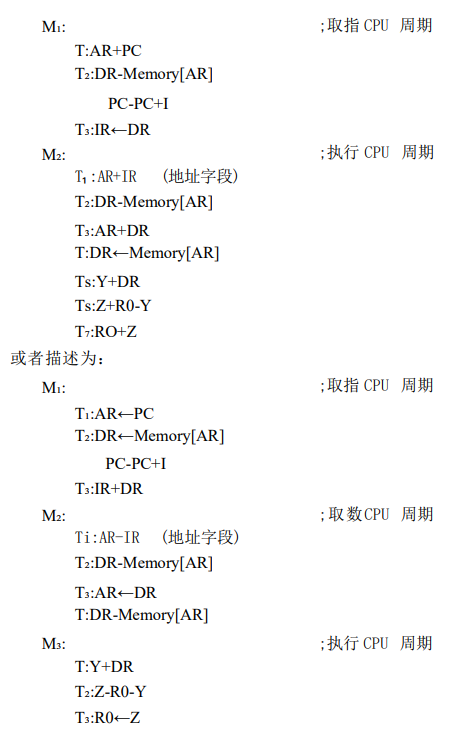 M₁: ;取指 CPU 周期
T:AR+PC
T₂:DR-Memory[AR]
PC-PC+I
T₃:IR←DR
M₂: ;执行 CPU 周期
T₁:AR+IR (地址字段)
T₂:DR-Memory[AR]
T₃:AR+DR
T:DR←Memory[AR]
Ts:Y+DR
Ts:Z+R0-Y
T₇:RO+Z
或者描述为:
M₁: ;取指 CPU 周期
T₁:AR←PC
T₂:DR←Memory[AR]
PC-PC+I
T₃:IR+DR
M₂: ;取数CPU 周期
Ti:AR-IR (地址字段)
T₂:DR-Memory[AR]
T₃:AR←DR
T:DR-Memory[AR]
M₃: ;执行 CPU 周期
T:Y+DR
T₂:Z-R0-Y
T₃:R0←Z